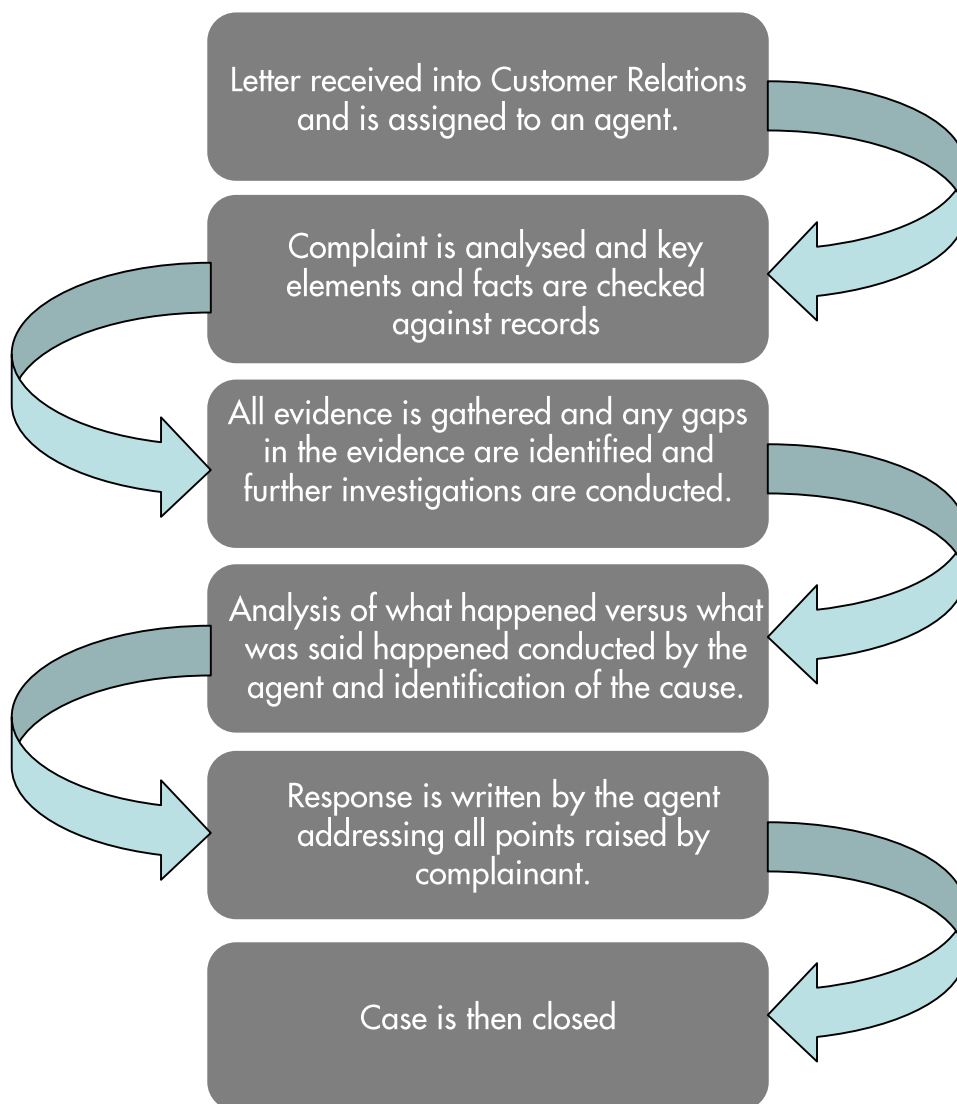 Letter received into Customer Relations
and is assigned to an agent.
Complaint is analysed and key
elements and facts are checked
against records
All evidence is gathered and any gaps
in the evidence are identified and
further investigations are conducted.
Analysis of what happened versus what
was said happened conducted by the
agent and identification of the cause.
Response is written by the agent
addressing all points raised by
complainant.
Case is then closed